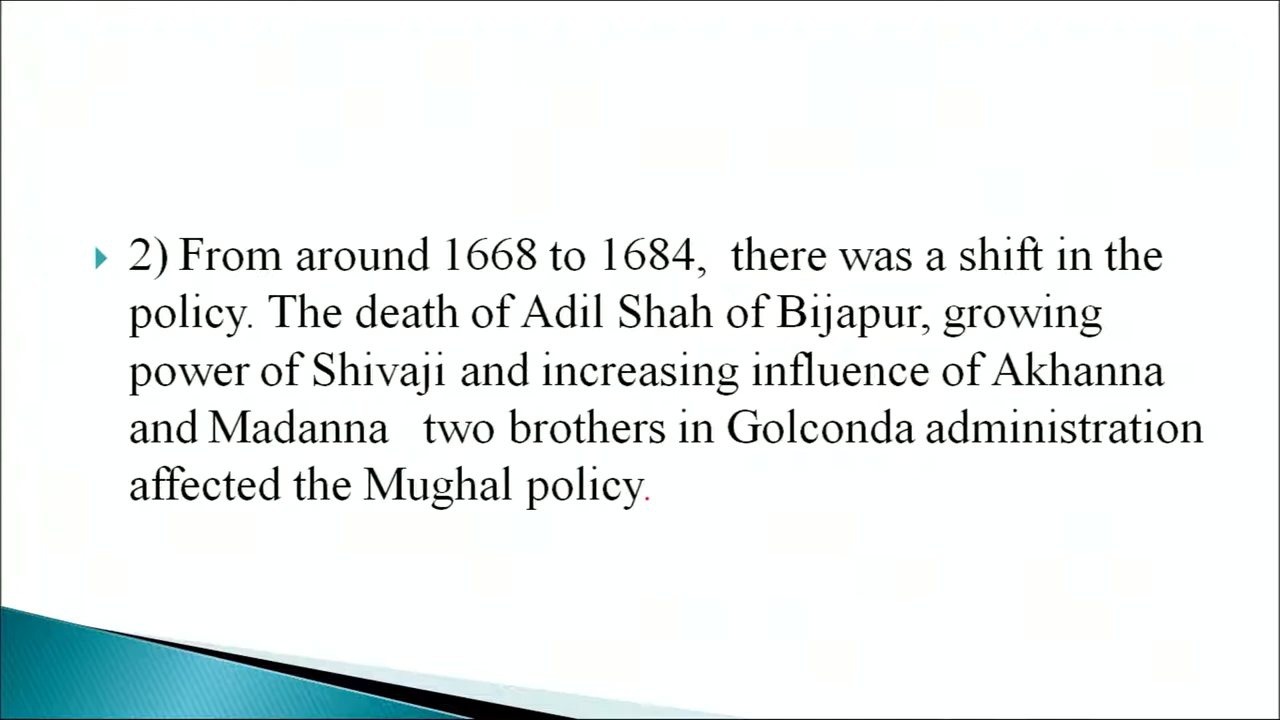 2) From around 1668 to 1684,  there was a shift in the
policy. The death of Adil Shah of Bijapur, growing
power of Shivaji and increasing influence of Akhanna
and Madanna   two brothers in Golconda administration
affected the Mughal policy.